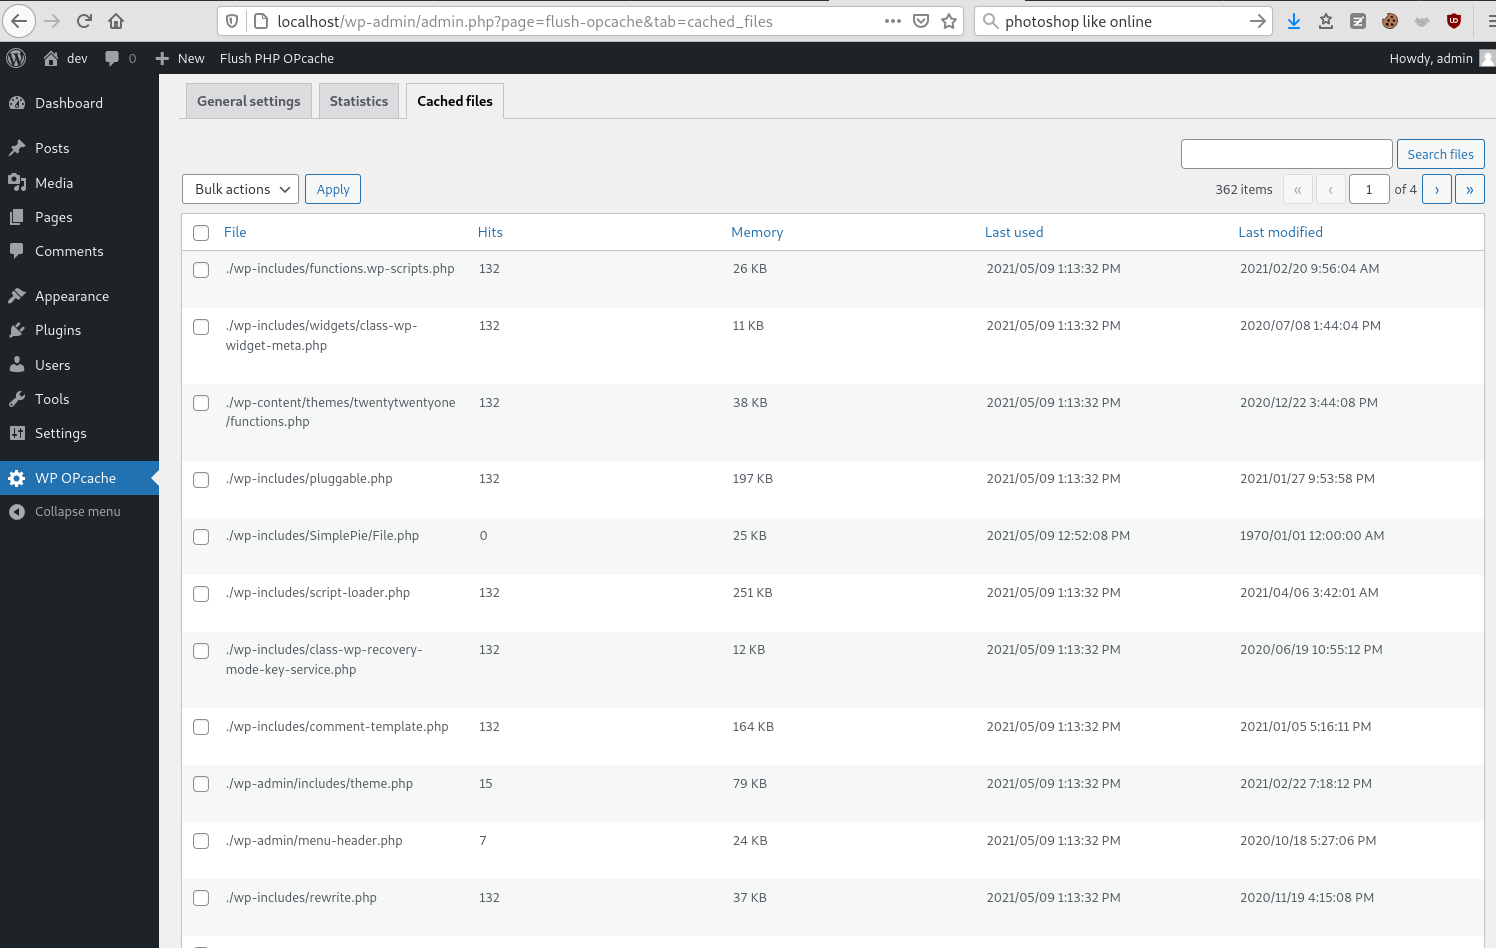 localhost/wp-admin/admin.php?page=flush-opcache&tab=cached_files
photoshop like online
dev 0 New Flush PHP OPcache
Howdy, admin
Dashboard
Posts
Media
Pages
Comments
Appearance
Plugins
Users
Tools
Settings
WP OPcache
Collapse menu
General settings Statistics Cached files
Search files
Bulk actions Apply
362 items « ‹ 1 of 4 › »
File Hits Memory Last used Last modified
./wp-includes/functions.wp-scripts.php 132 26 KB 2021/05/09 1:13:32 PM 2021/02/20 9:56:04 AM
./wp-includes/widgets/class-wp- 132 11 KB 2021/05/09 1:13:32 PM 2020/07/08 1:44:04 PM
widget-meta.php
./wp-content/themes/twentytwentyone 132 38 KB 2021/05/09 1:13:32 PM 2020/12/22 3:44:08 PM
/functions.php
./wp-includes/pluggable.php 132 197 KB 2021/05/09 1:13:32 PM 2021/01/27 9:53:58 PM
./wp-includes/SimplePie/File.php 0 25 KB 2021/05/09 12:52:08 PM 1970/01/01 12:00:00 AM
./wp-includes/script-loader.php 132 251 KB 2021/05/09 1:13:32 PM 2021/04/06 3:42:01 AM
./wp-includes/class-wp-recovery- 132 12 KB 2021/05/09 1:13:32 PM 2020/06/19 10:55:12 PM
mode-key-service.php
./wp-includes/comment-template.php 132 164 KB 2021/05/09 1:13:32 PM 2021/01/05 5:16:11 PM
./wp-admin/includes/theme.php 15 79 KB 2021/05/09 1:13:32 PM 2021/02/22 7:18:12 PM
./wp-admin/menu-header.php 7 24 KB 2021/05/09 1:13:32 PM 2020/10/18 5:27:06 PM
./wp-includes/rewrite.php 132 37 KB 2021/05/09 1:13:32 PM 2020/11/19 4:15:08 PM